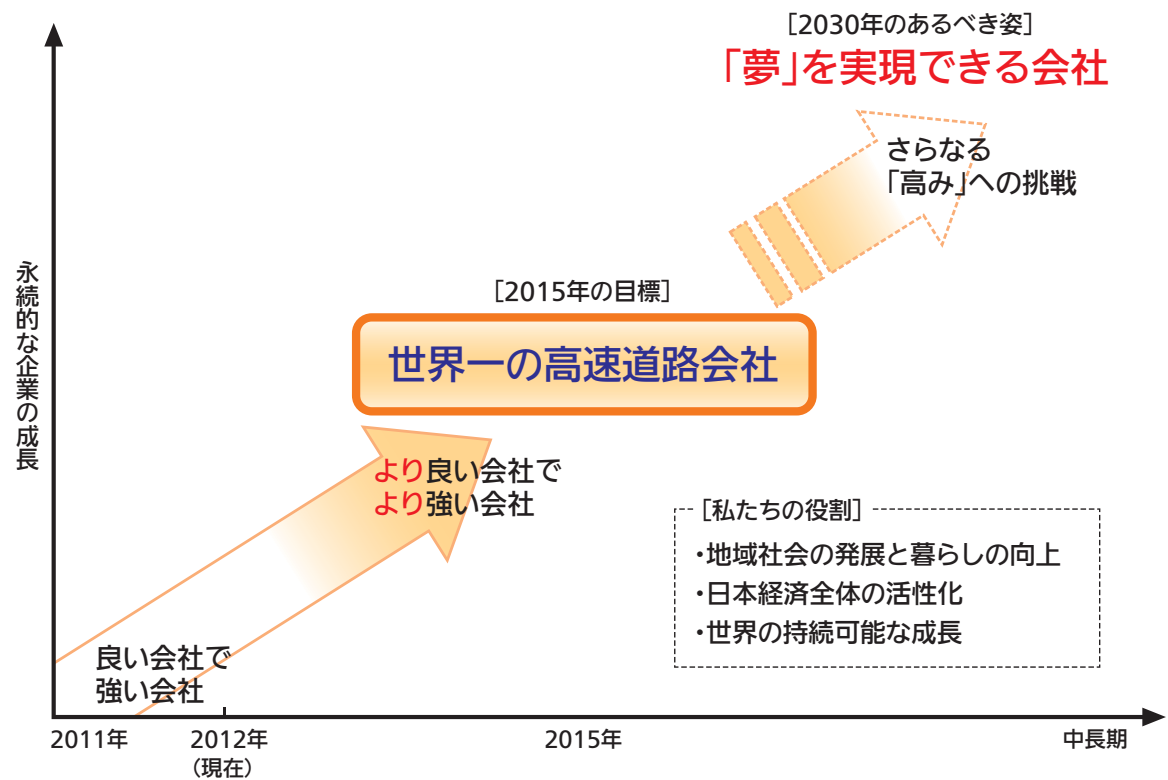 ［2030年のあるべき姿］
「夢」を実現できる会社
さらなる
「高み」への挑戦
永続的な企業の成長
［2015年の目標］
世界一の高速道路会社
より良い会社で
より強い会社
［私たちの役割］
・地域社会の発展と暮らしの向上
・日本経済全体の活性化
・世界の持続可能な成長
良い会社で
強い会社
2011年
2012年
（現在）
2015年
中長期